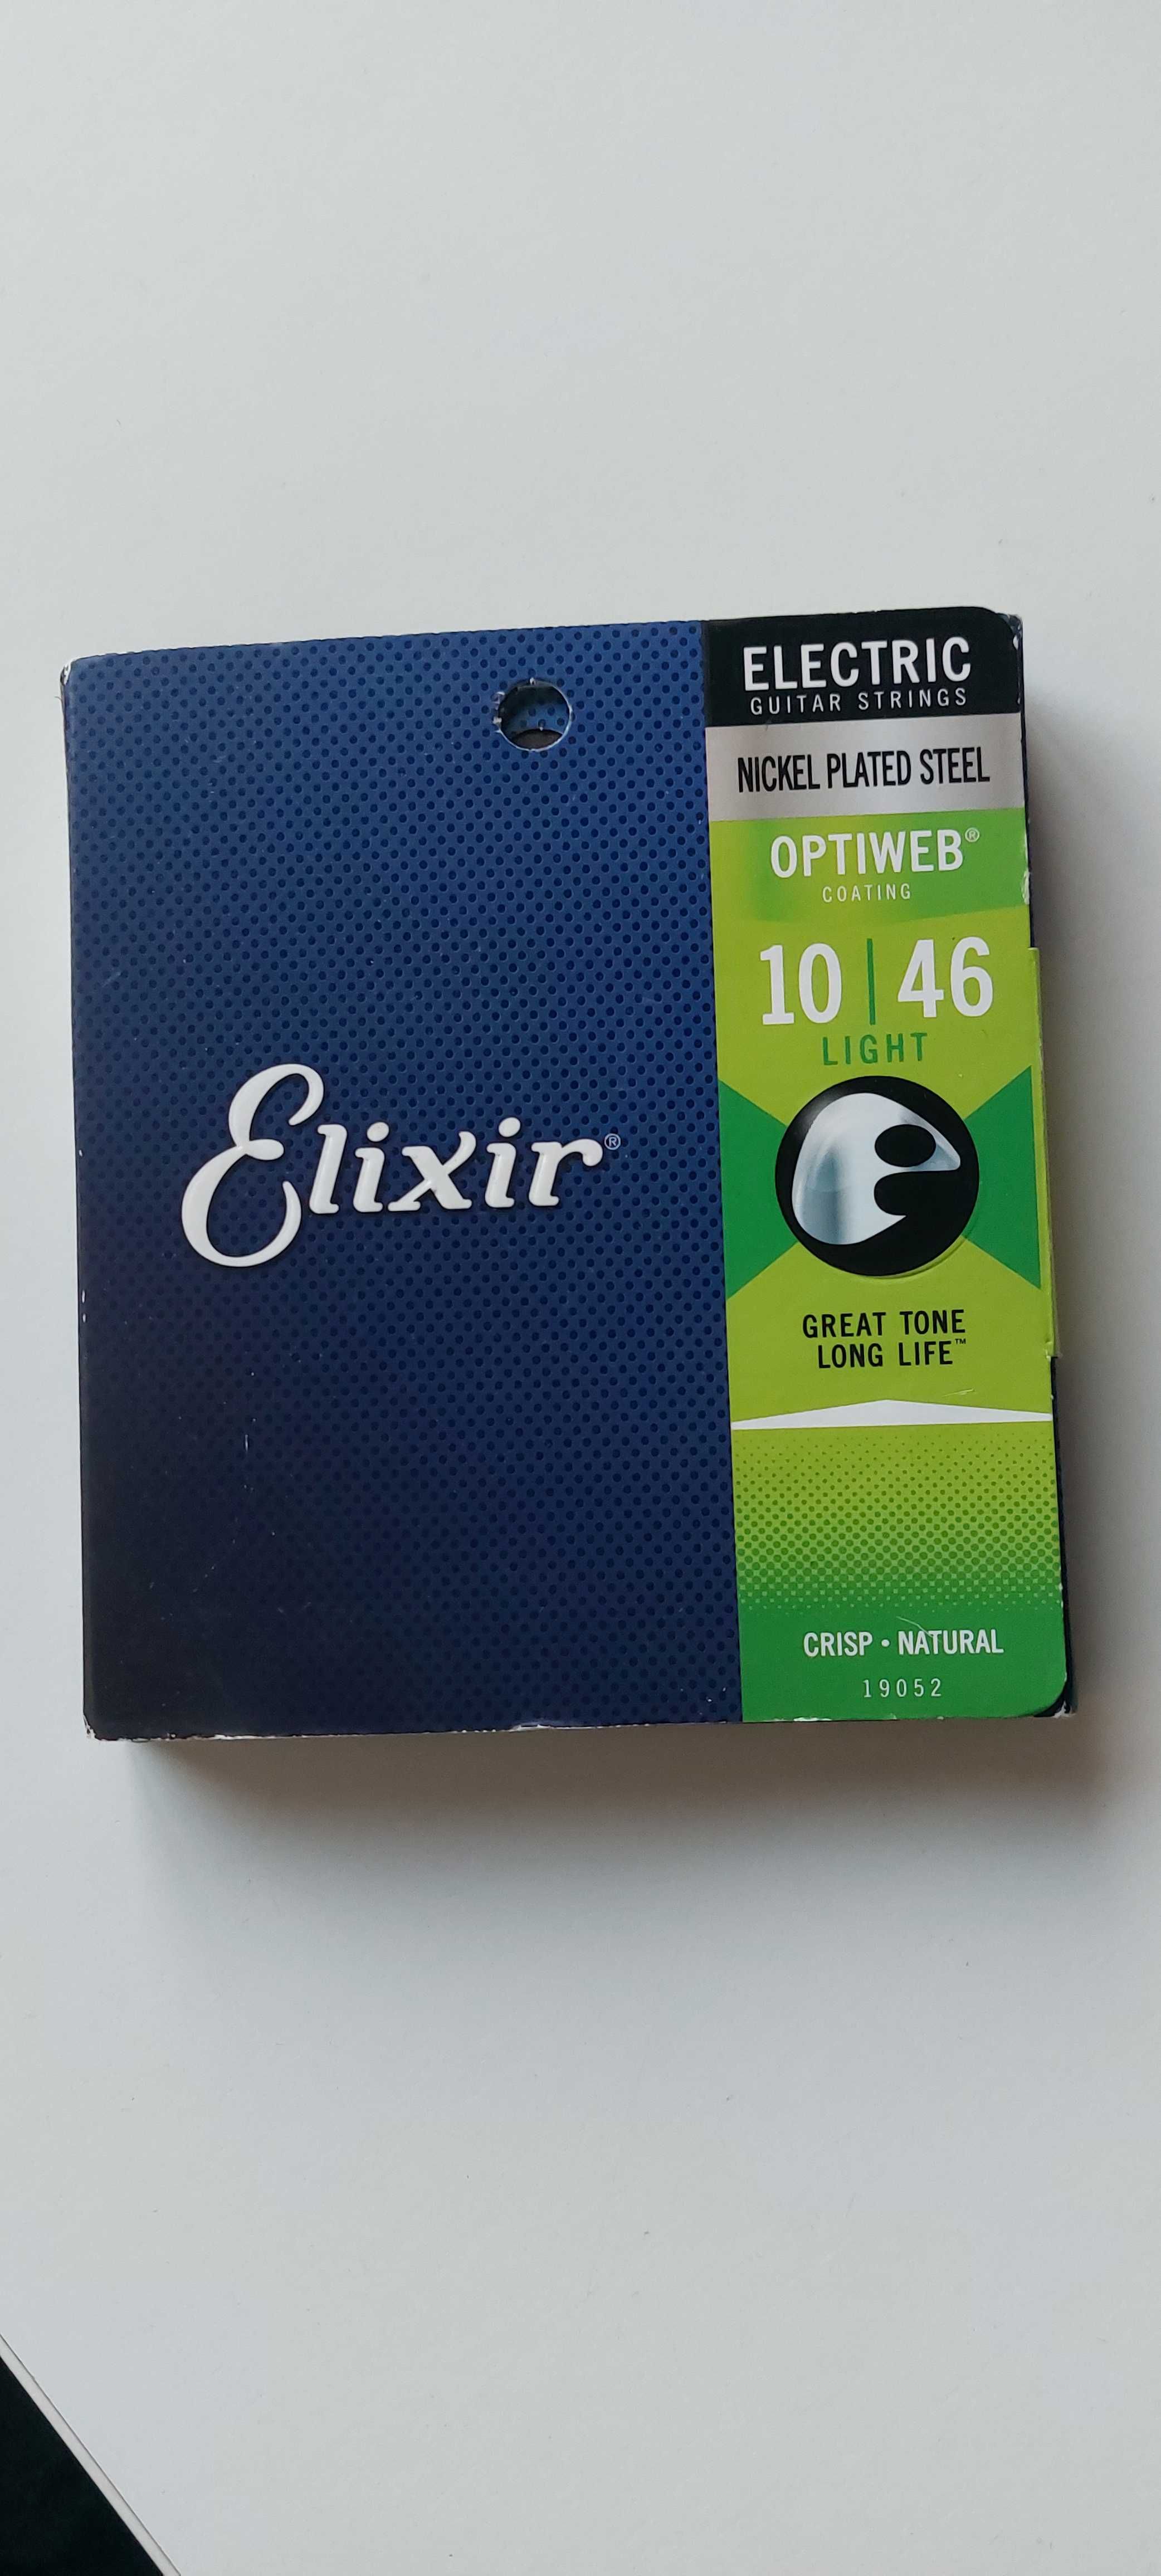 ELECTRIC
GUITAR STRINGS
NICKEL PLATED STEEL
OPTIWEB®
COATING
10 | 46
LIGHT
Elixir®
GREAT TONE
LONG LIFE™
CRISP • NATURAL
19052